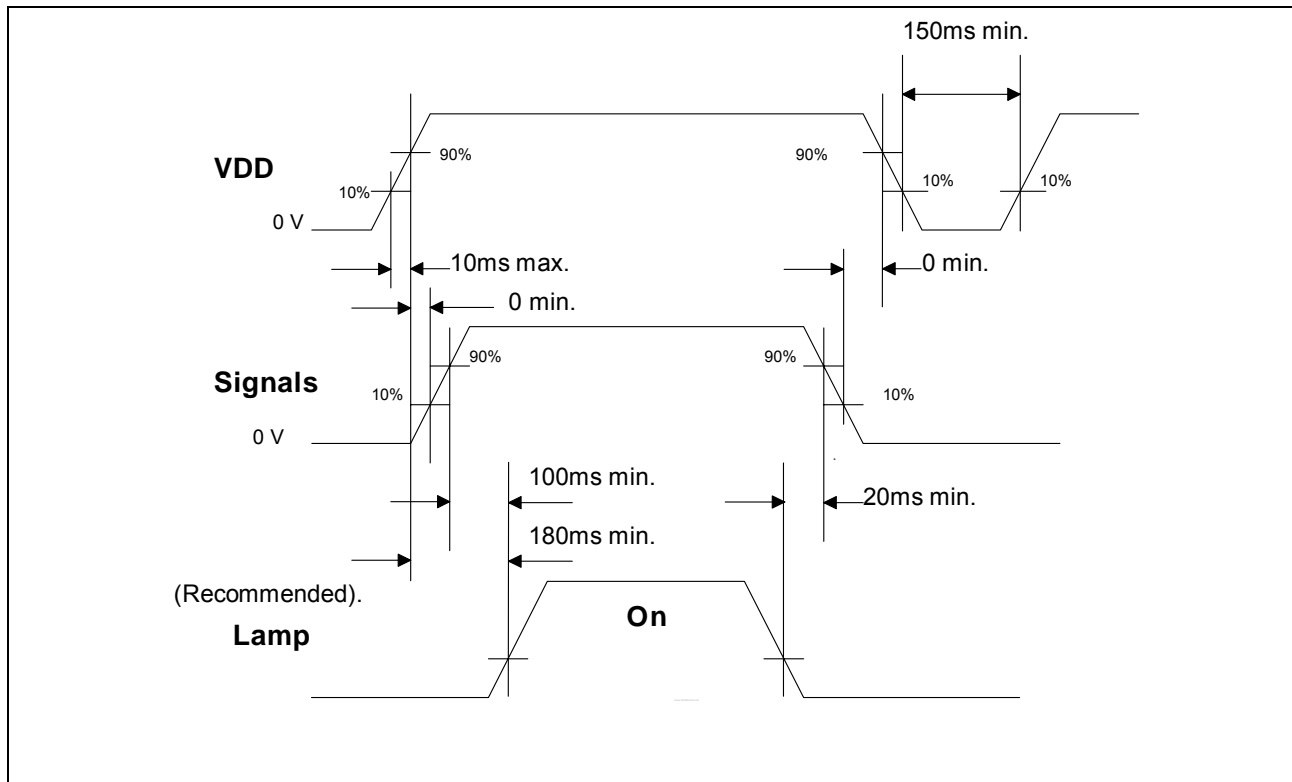 150ms min.
90%
90%
VDD
10%
10%
10%
0 V
10ms max.
0 min.
0 min.
90%
90%
Signals
10%
10%
0 V
100ms min.
20ms min.
180ms min.
(Recommended).
On
Lamp